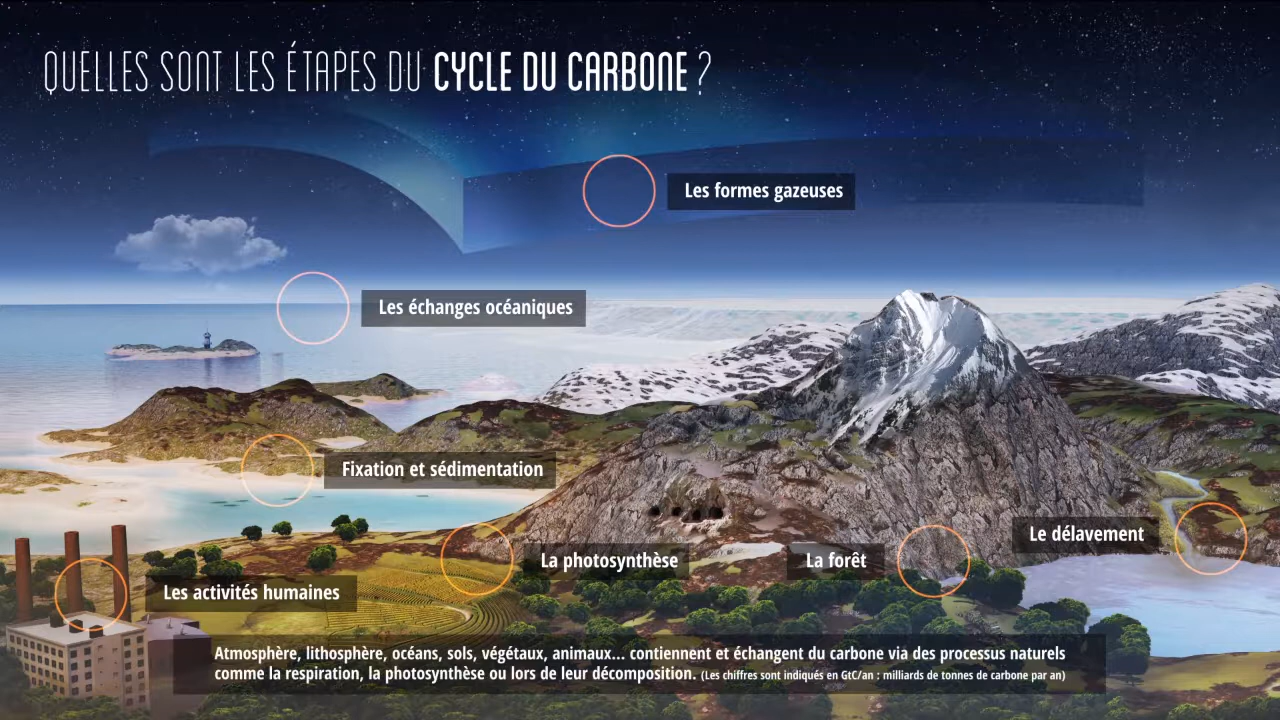 QUELLES SONT LES ÉTAPES DU CYCLE DU CARBONE ?
Les formes gazeuses
Les échanges océaniques
Fixation et sédimentation
Le délavement
La photosynthèse
La forêt
Les activités humaines
Atmosphère, lithosphère, océans, sols, végétaux, animaux... contiennent et échangent du carbone via des processus naturels
comme la respiration, la photosynthèse ou lors de leur décomposition. (Les chiffres sont indiqués en GtC/an : milliards de tonnes de carbone par an)